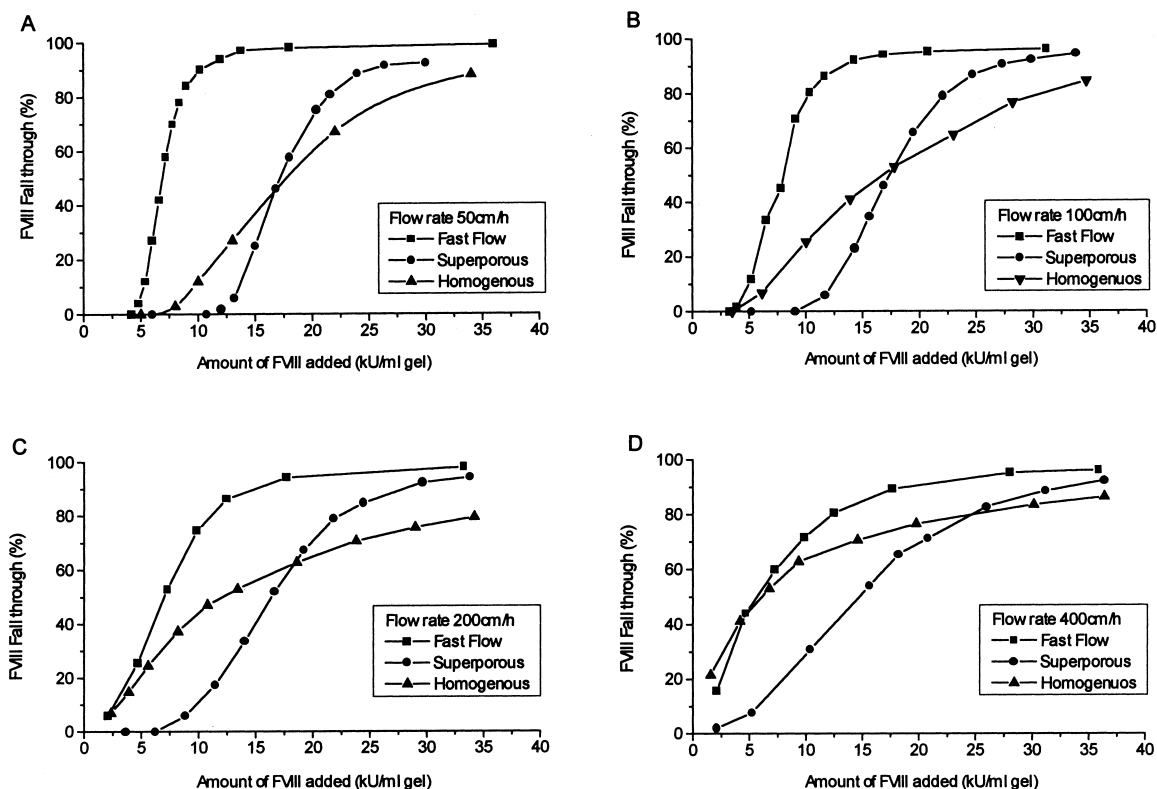 A
FVIII Fall through (%)
100
80
60
40
20
0
Flow rate 50cm/h
Fast Flow
Superporous
Homogenous
0 5 10 15 20 25 30 35 40
Amount of FVIII added (kU/ml gel)
B
FVIII Fall through (%)
100
80
60
40
20
0
Flow rate 100cm/h
Fast Flow
Superporous
Homogenuos
0 5 10 15 20 25 30 35 40
Amount of FVIII added (kU/ml gel)
C
FVIII Fall through (%)
100
80
60
40
20
0
Flow rate 200cm/h
Fast Flow
Superporous
Homogenous
0 5 10 15 20 25 30 35 40
Amount of FVIII added (kU/ml gel)
D
FVIII Fall through (%)
100
80
60
40
20
0
Flow rate 400cm/h
Fast Flow
Superporous
Homogenuos
0 5 10 15 20 25 30 35 40
Amount of FVIII added (kU/ml gel)